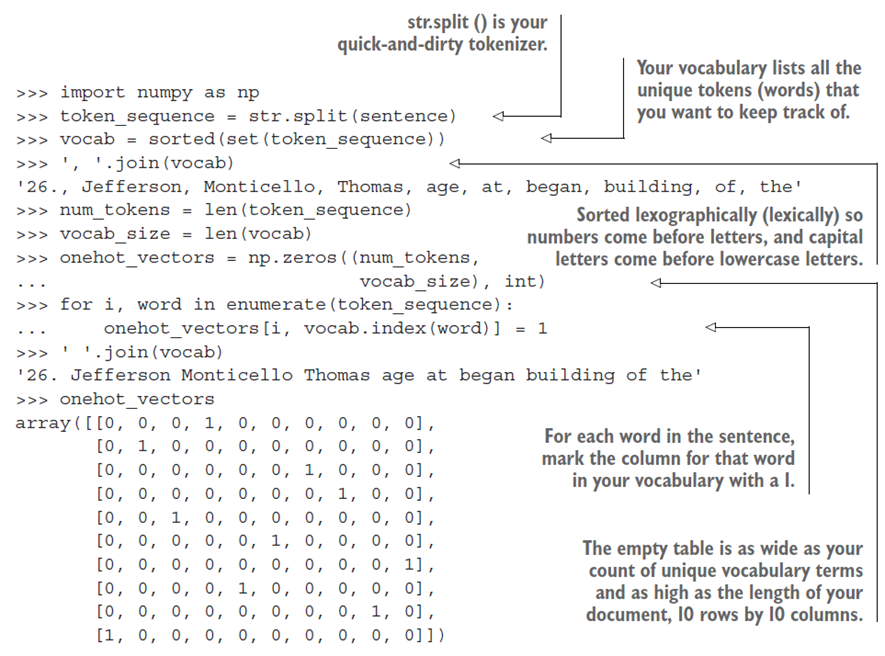 str.split () is your
quick-and-dirty tokenizer.
Your vocabulary lists all the
unique tokens (words) that
you want to keep track of.
>>> import numpy as np
>>> token_sequence = str.split(sentence)
>>> vocab = sorted(set(token_sequence))
>>> ', '.join(vocab)
'26., Jefferson, Monticello, Thomas, age, at, began, building, of, the'
>>> num_tokens = len(token_sequence)
>>> vocab_size = len(vocab)
>>> onehot_vectors = np.zeros((num_tokens,
...                            vocab_size), int)
>>> for i, word in enumerate(token_sequence):
...     onehot_vectors[i, vocab.index(word)] = 1
>>> ' '.join(vocab)
'26. Jefferson Monticello Thomas age at began building of the'
>>> onehot_vectors
array([[0, 0, 0, 1, 0, 0, 0, 0, 0, 0],
       [0, 1, 0, 0, 0, 0, 0, 0, 0, 0],
       [0, 0, 0, 0, 0, 0, 1, 0, 0, 0],
       [0, 0, 0, 0, 0, 0, 0, 1, 0, 0],
       [0, 0, 1, 0, 0, 0, 0, 0, 0, 0],
       [0, 0, 0, 0, 0, 1, 0, 0, 0, 0],
       [0, 0, 0, 0, 0, 0, 0, 0, 0, 1],
       [0, 0, 0, 0, 1, 0, 0, 0, 0, 0],
       [0, 0, 0, 0, 0, 0, 0, 0, 1, 0],
       [1, 0, 0, 0, 0, 0, 0, 0, 0, 0]])
Sorted lexographically (lexically) so
numbers come before letters, and capital
letters come before lowercase letters.
For each word in the sentence,
mark the column for that word
in your vocabulary with a 1.
The empty table is as wide as your
count of unique vocabulary terms
and as high as the length of your
document, 10 rows by 10 columns.